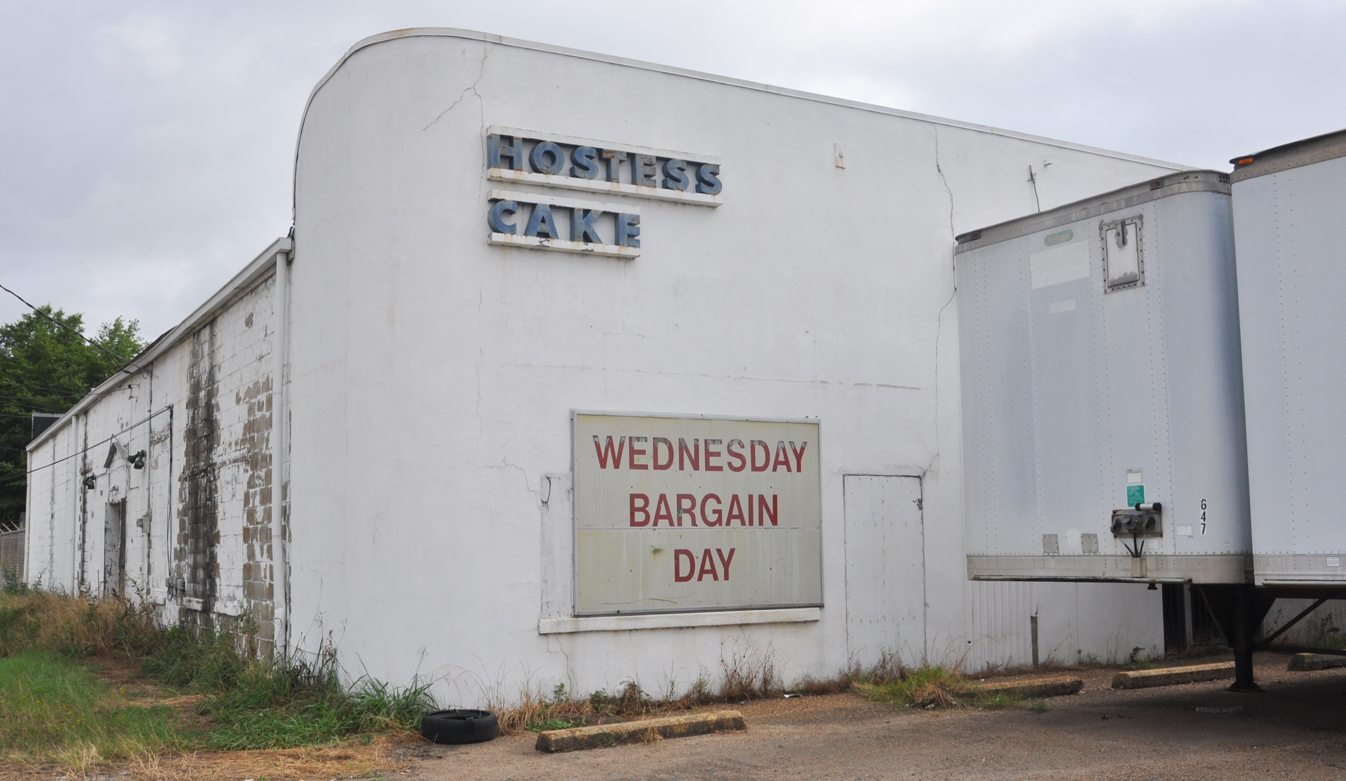 HOSTESS
CAKE
WEDNESDAY
BARGAIN
DAY
647